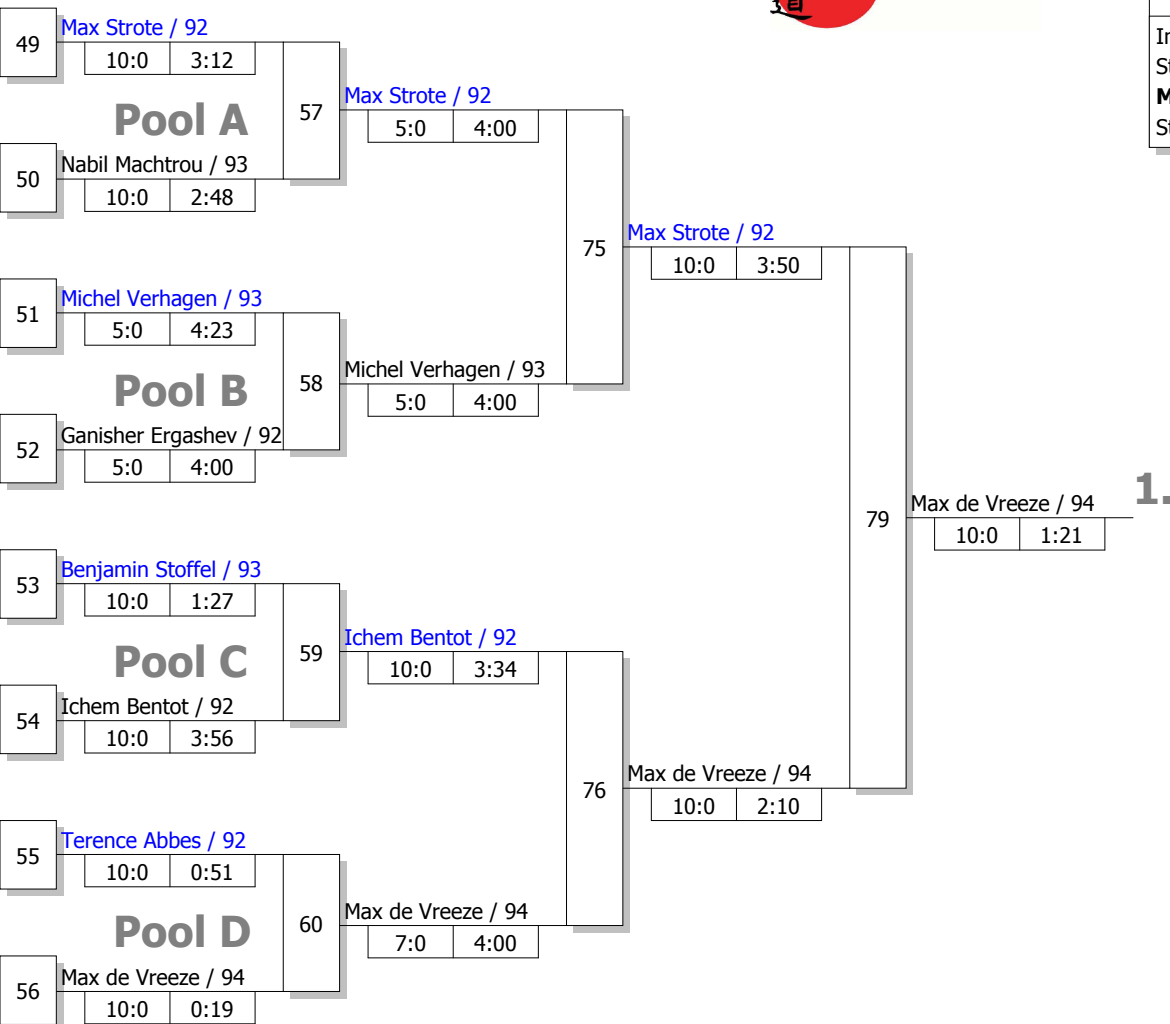 49
Max Strote / 92
10:0 3:12
Pool A
57
Max Strote / 92
5:0 4:00
50
Nabil Machtrou / 93
10:0 2:48
75
Max Strote / 92
10:0 3:50
51
Michel Verhagen / 93
5:0 4:23
Pool B
58
Michel Verhagen / 93
5:0 4:00
52
Ganisher Ergashev / 92
5:0 4:00
79
Max de Vreeze / 94
10:0 1:21
1.
53
Benjamin Stoffel / 93
10:0 1:27
Pool C
59
Ichem Bentot / 92
10:0 3:34
54
Ichem Bentot / 92
10:0 3:56
76
Max de Vreeze / 94
10:0 2:10
55
Terence Abbes / 92
10:0 0:51
Pool D
60
Max de Vreeze / 94
7:0 4:00
56
Max de Vreeze / 94
10:0 0:19